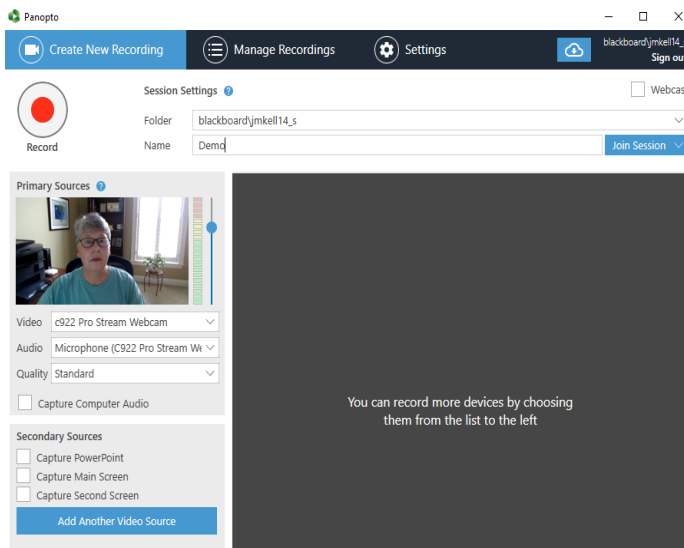 Panopto
Create New Recording
Manage Recordings
Settings
blackboard\jmkell14_
Sign ou
Session Settings ?
Webcas
Folder blackboard\jmkell14_s
Record
Name Demo
Join Session
Primary Sources ?
Video c922 Pro Stream Webcam
Audio Microphone (C922 Pro Stream We
Quality Standard
Capture Computer Audio
You can record more devices by choosing
them from the list to the left
Secondary Sources
Capture PowerPoint
Capture Main Screen
Capture Second Screen
Add Another Video Source